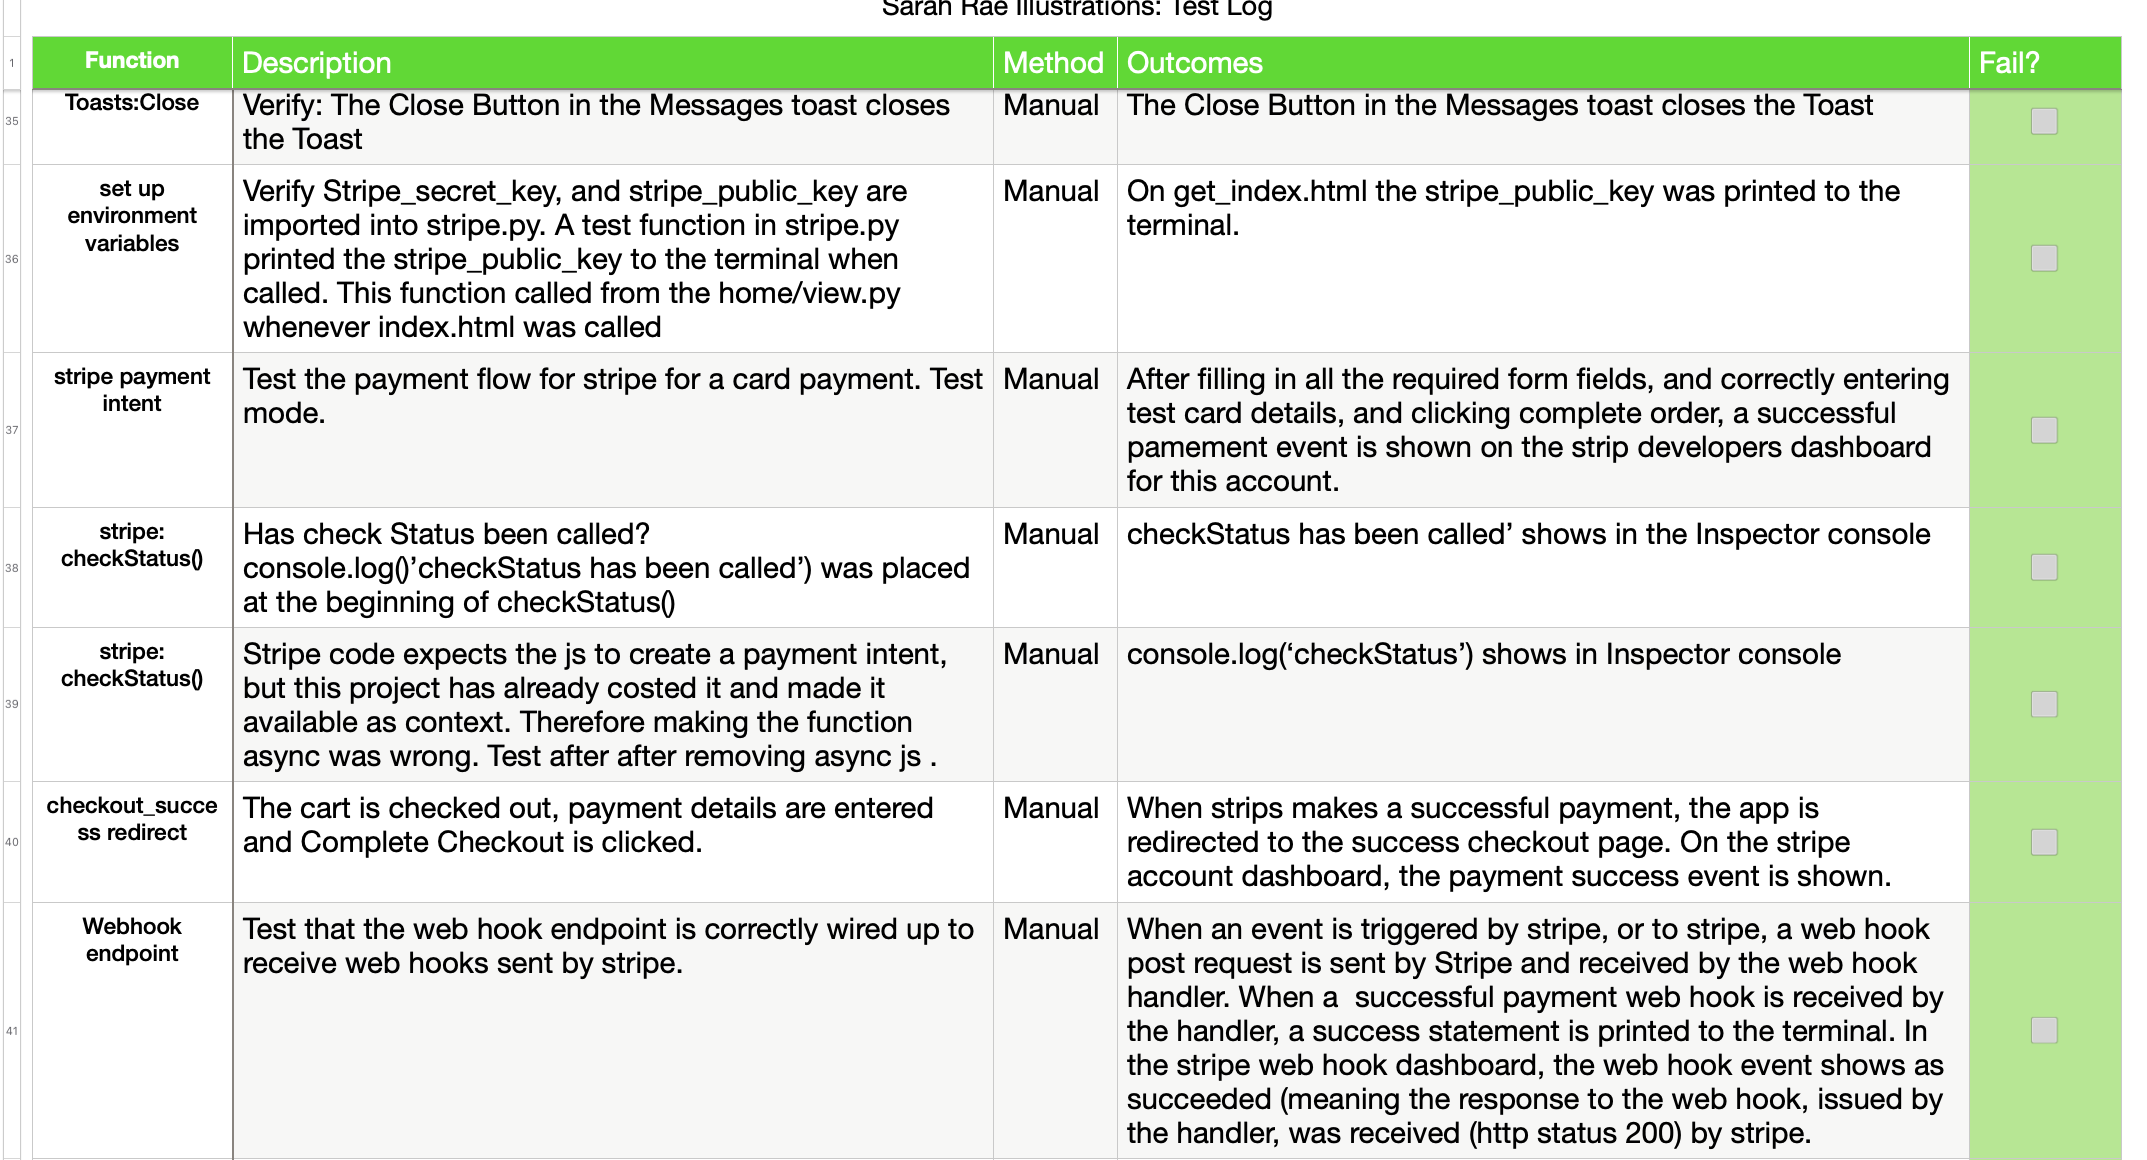 Sarah Rae Illustrations: Test Log
1
Function
Description
Method
Outcomes
Fail?
35
Toasts:Close
Verify: The Close Button in the Messages toast closes
the Toast
Manual
The Close Button in the Messages toast closes the Toast
36
set up
environment
variables
Verify Stripe_secret_key, and stripe_public_key are
imported into stripe.py. A test function in stripe.py
printed the stripe_public_key to the terminal when
called. This function called from the home/view.py
whenever index.html was called
Manual
On get_index.html the stripe_public_key was printed to the
terminal.
37
stripe payment
intent
Test the payment flow for stripe for a card payment. Test
mode.
Manual
After filling in all the required form fields, and correctly entering
test card details, and clicking complete order, a successful
pamement event is shown on the strip developers dashboard
for this account.
38
stripe:
checkStatus()
Has check Status been called?
console.log()’checkStatus has been called’) was placed
at the beginning of checkStatus()
Manual
checkStatus has been called’ shows in the Inspector console
39
stripe:
checkStatus()
Stripe code expects the js to create a payment intent,
but this project has already costed it and made it
available as context. Therefore making the function
async was wrong. Test after after removing async js .
Manual
console.log(‘checkStatus’) shows in Inspector console
40
checkout_succe
ss redirect
The cart is checked out, payment details are entered
and Complete Checkout is clicked.
Manual
When strips makes a successful payment, the app is
redirected to the success checkout page. On the stripe
account dashboard, the payment success event is shown.
41
Webhook
endpoint
Test that the web hook endpoint is correctly wired up to
receive web hooks sent by stripe.
Manual
When an event is triggered by stripe, or to stripe, a web hook
post request is sent by Stripe and received by the web hook
handler. When a  successful payment web hook is received by
the handler, a success statement is printed to the terminal. In
the stripe web hook dashboard, the web hook event shows as
succeeded (meaning the response to the web hook, issued by
the handler, was received (http status 200) by stripe.